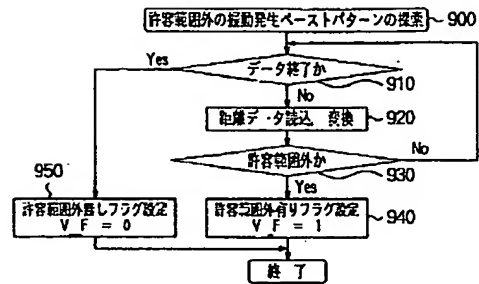 許容範囲外の振動発生ペーストパターンの探索 900
Yes
データ終了か
910
No
距離データ読込 変換 920
許容範囲外か
No
930
950
Yes
許容範囲外無しフラグ設定
V_F = 0
許容範囲外有りフラグ設定
V_F = 1
940
終 了